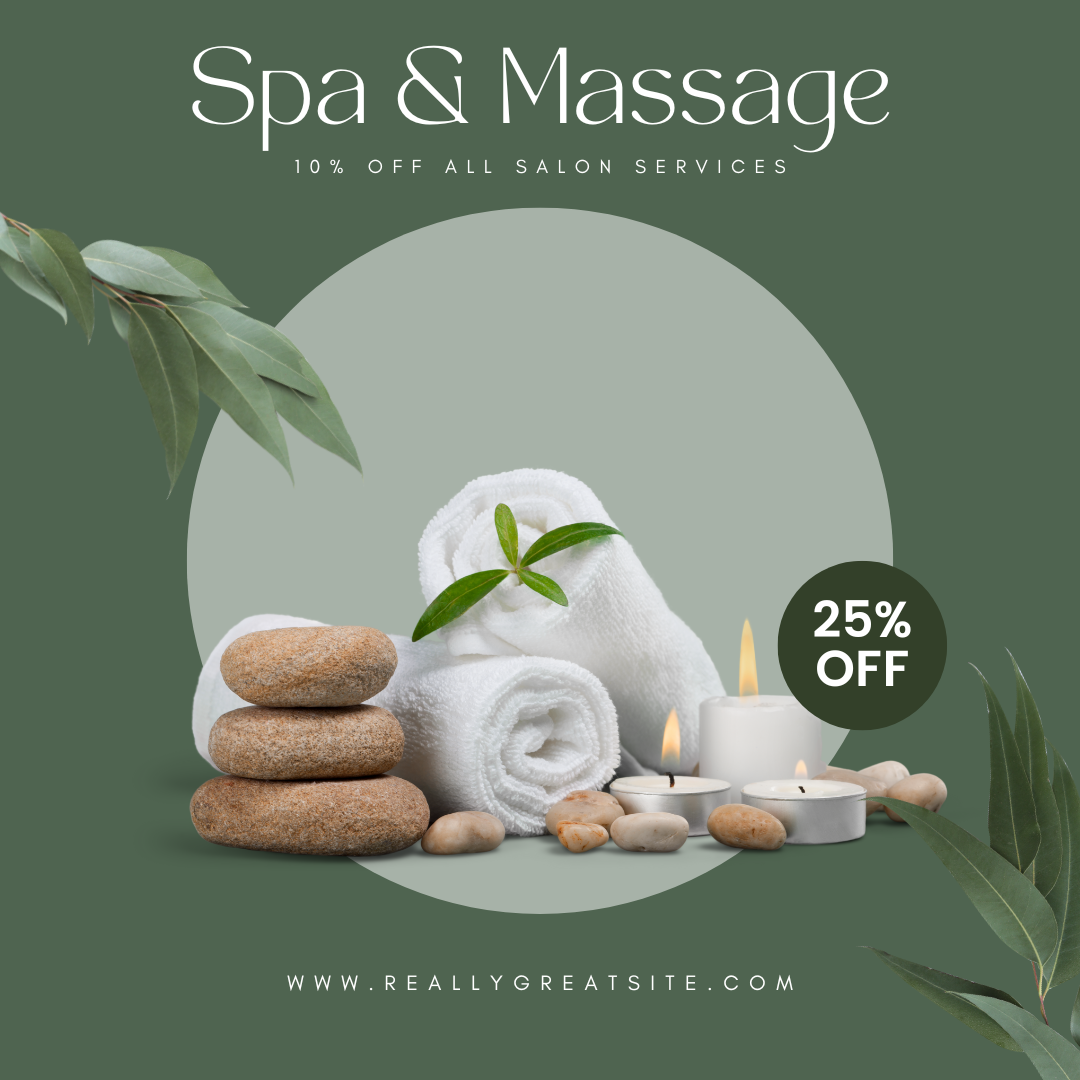 Spa & Massage
10% OFF ALL SALON SERVICES
25%
OFF
WWW.REALLYGREATSITE.COM